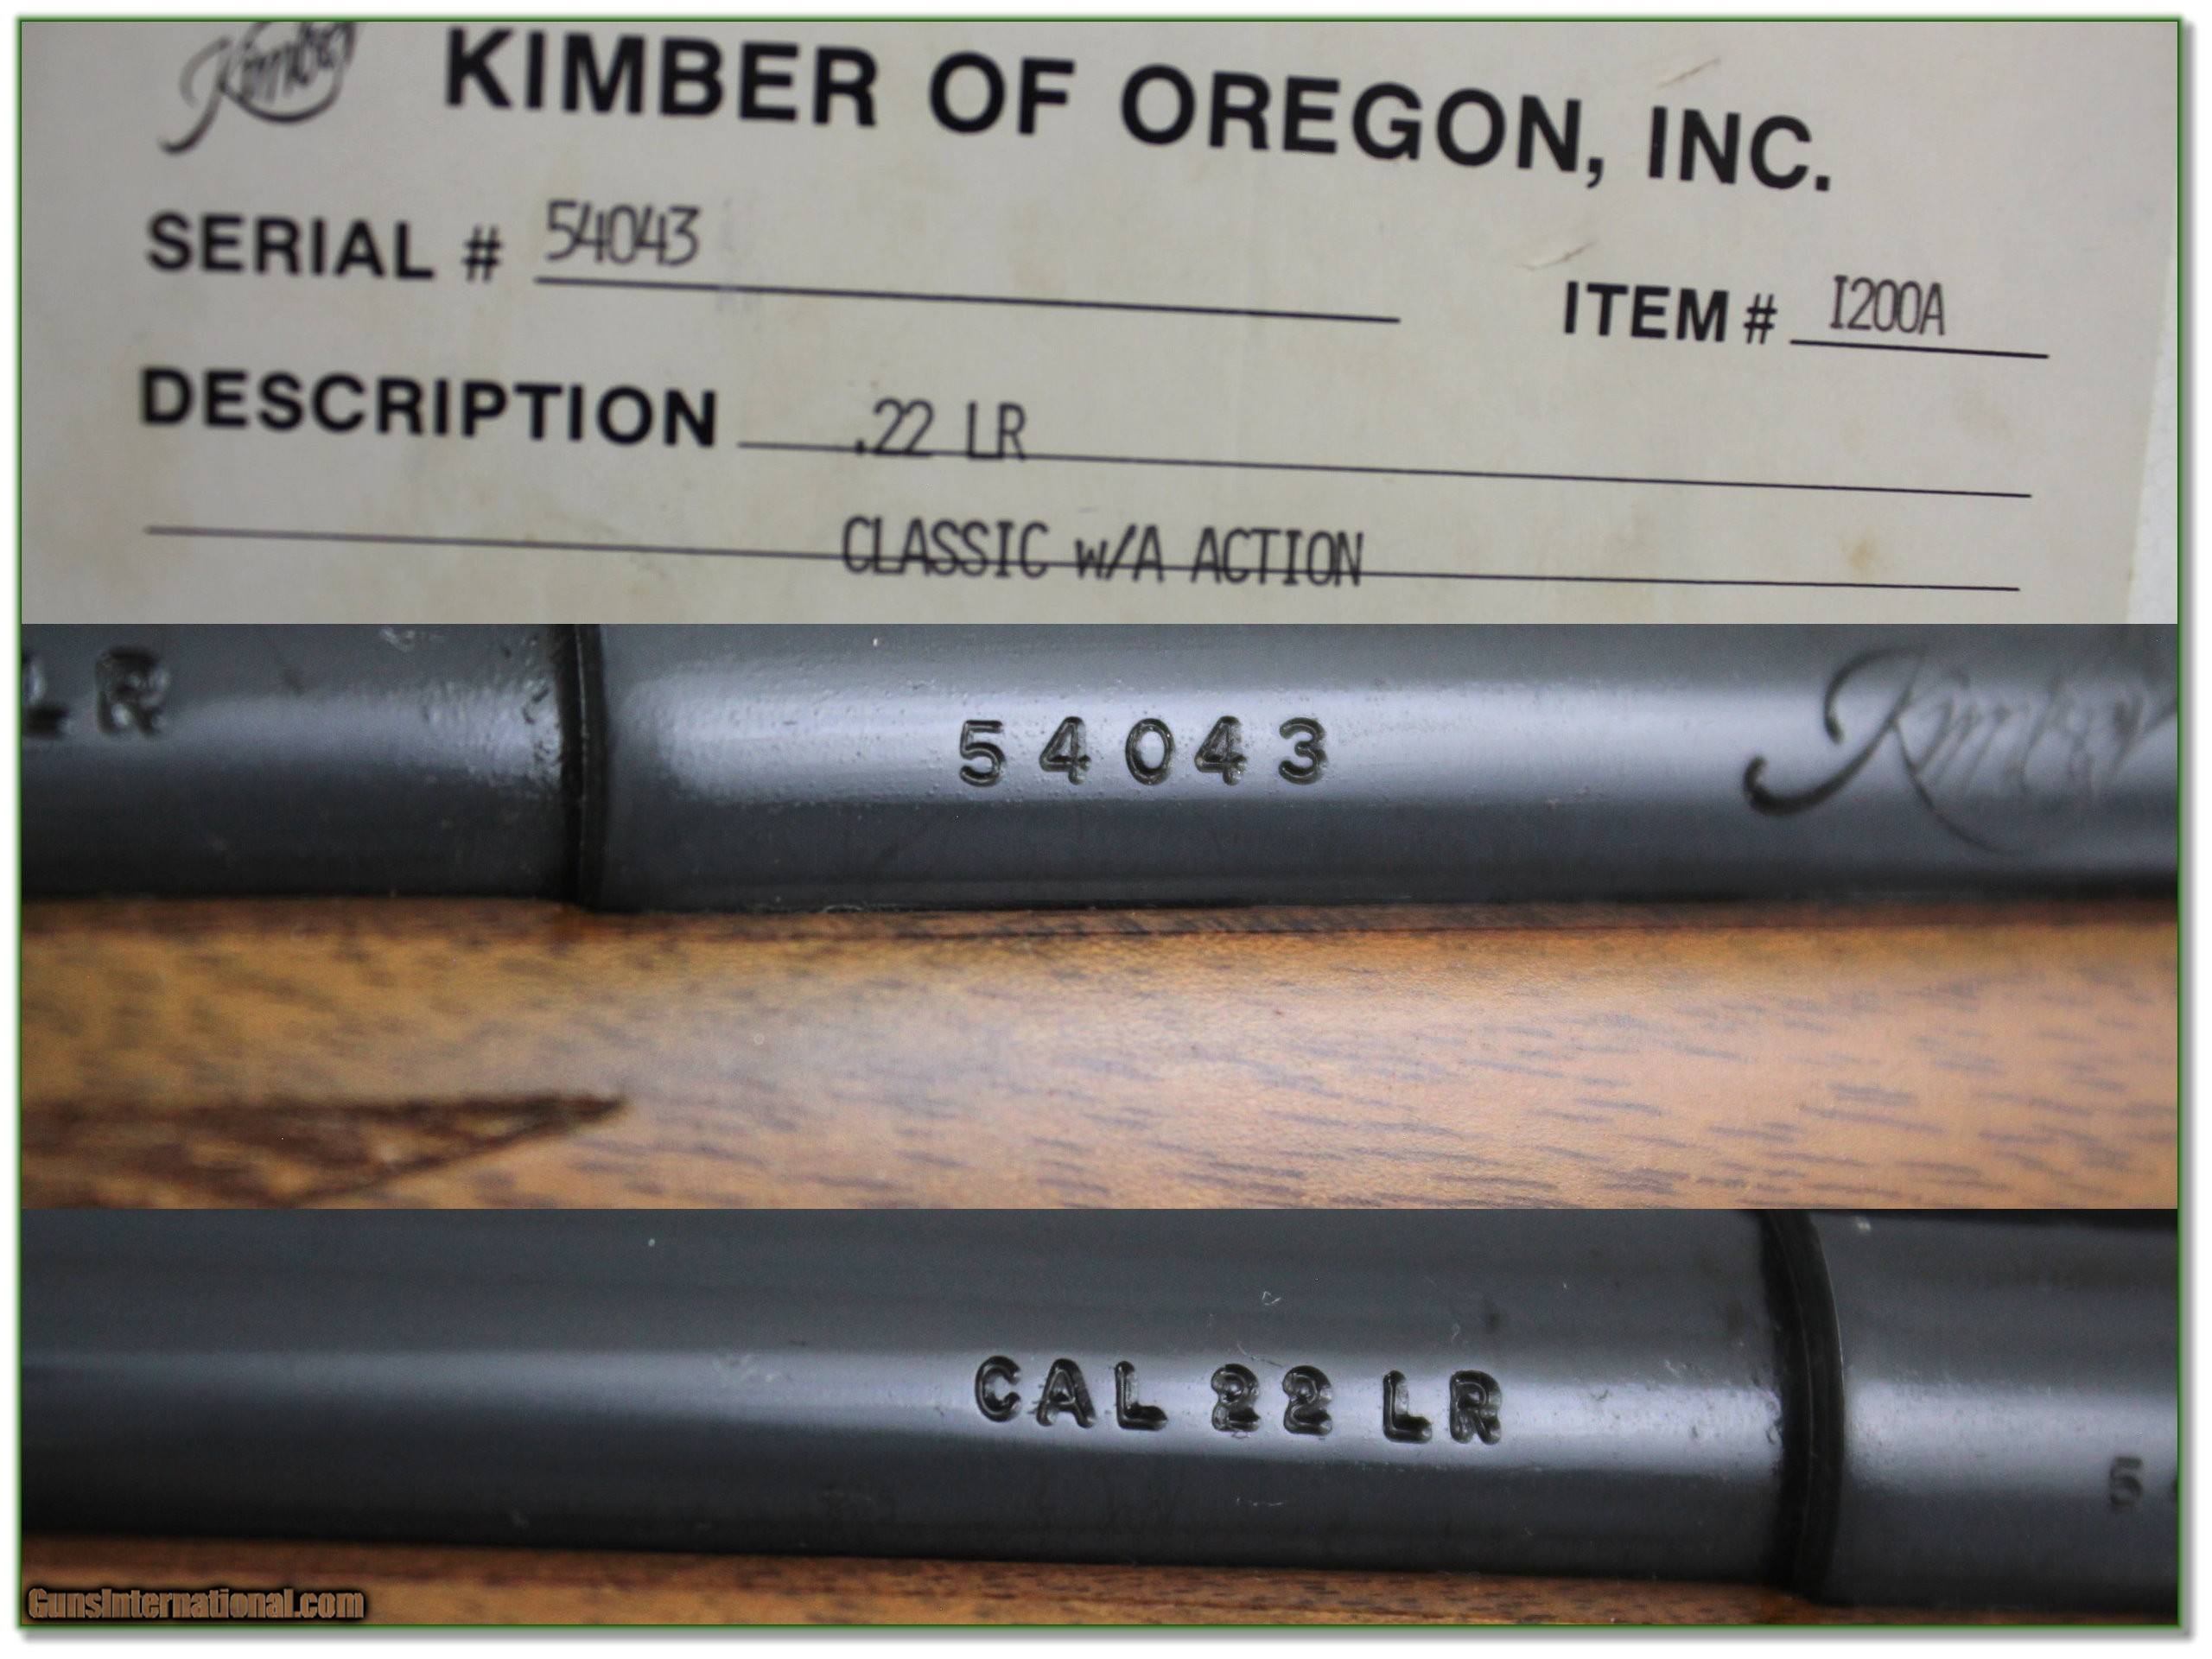 Kimber KIMBER OF OREGON, INC.
SERIAL # 54043
ITEM # I200A
DESCRIPTION .22 LR
CLASSIC w/A ACTION
LR 54043 Kimber
CAL 22 LR 5
GunsInternational.com